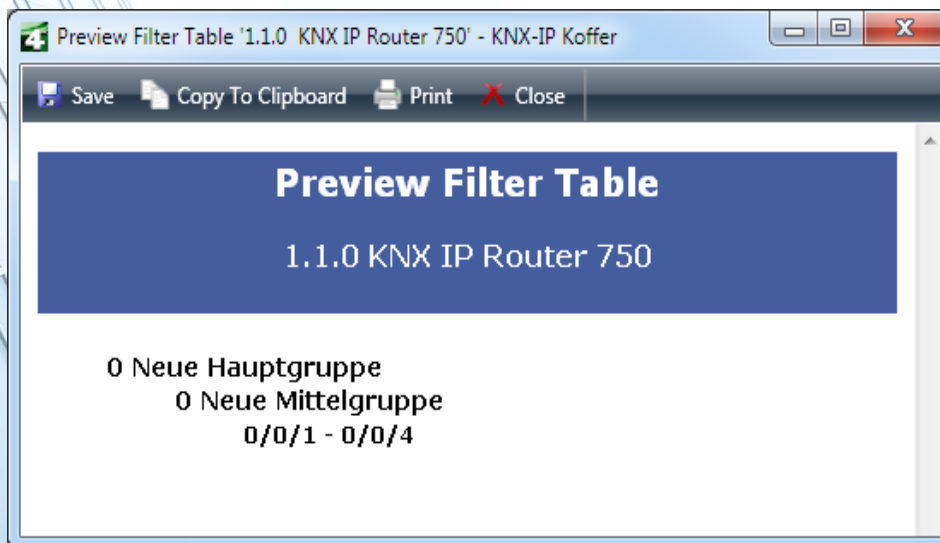 Preview Filter Table '1.1.0 KNX IP Router 750' - KNX-IP Koffer
Save Copy To Clipboard Print Close
Preview Filter Table
1.1.0 KNX IP Router 750
0 Neue Hauptgruppe
0 Neue Mittelgruppe
0/0/1 - 0/0/4